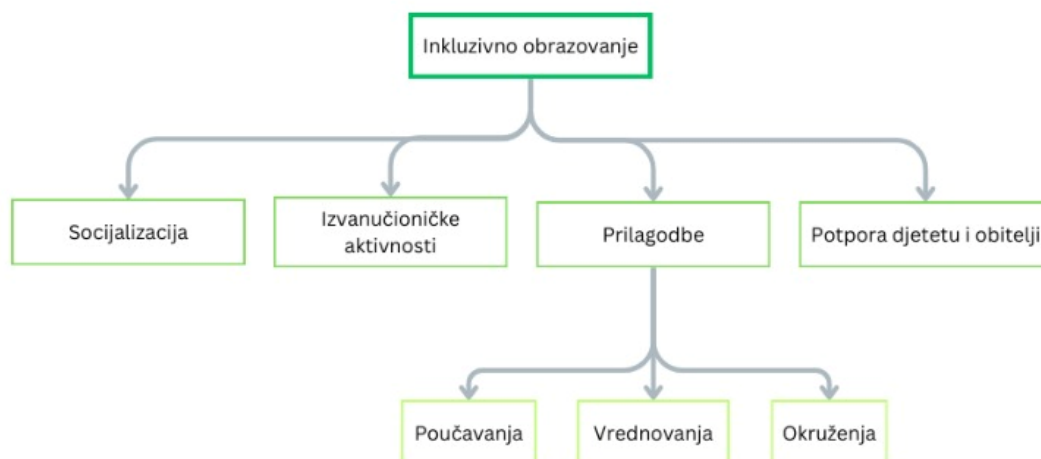 Inkluzivno obrazovanje
Socijalizacija
Izvanučioničke
aktivnosti
Prilagodbe
Potpora djetetu i obitelji
Poučavanja
Vrednovanja
Okruženja